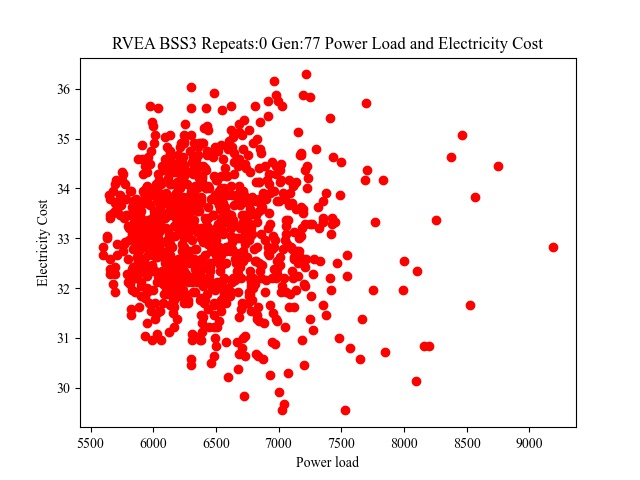 RVEA BSS3 Repeats:0 Gen:77 Power Load and Electricity Cost
36
35
34
33
32
31
30
Electricity Cost
5500 6000 6500 7000 7500 8000 8500 9000
Power load